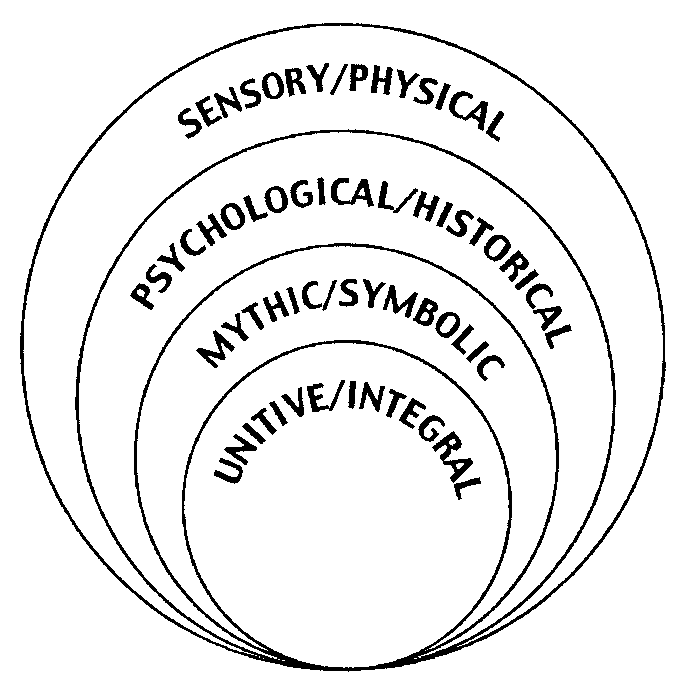 SENSORY/PHYSICAL
PSYCHOLOGICAL/HISTORICAL
MYTHIC/SYMBOLIC
UNITIVE/INTEGRAL